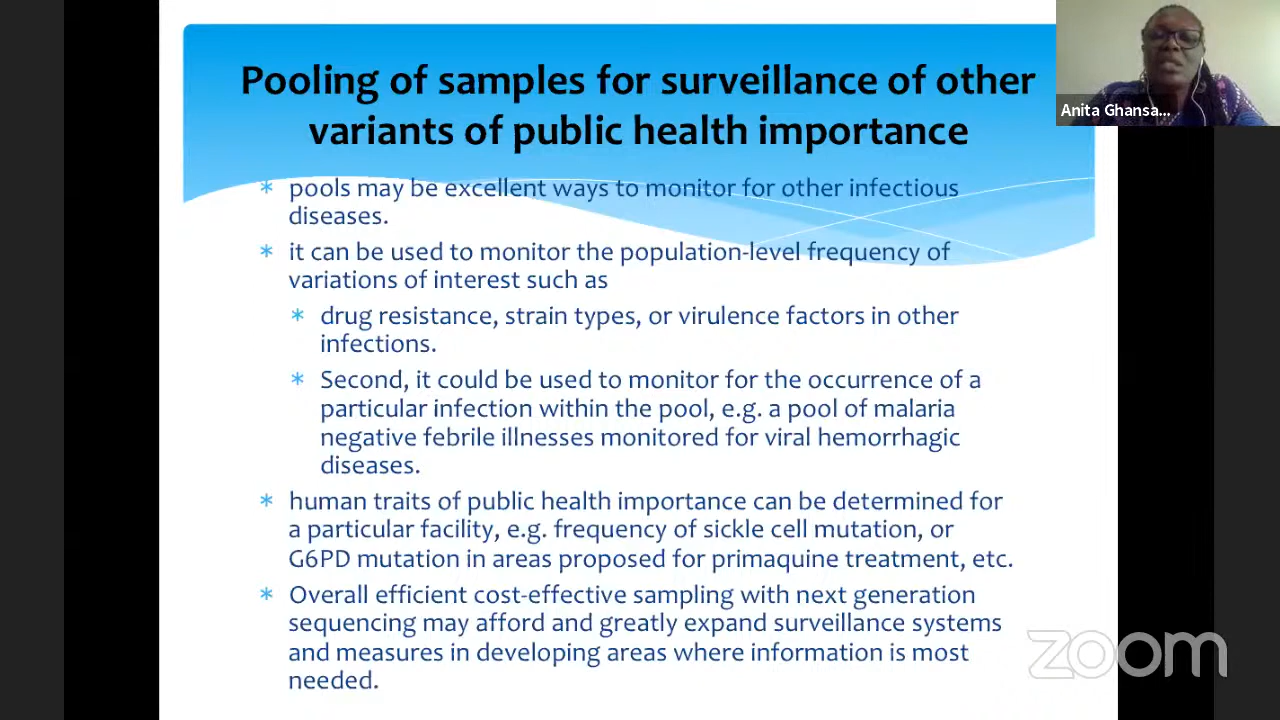 Pooling of samples for surveillance of other
variants of public health importance
Anita Ghansa...
* pools may be excellent ways to monitor for other infectious
diseases.
* it can be used to monitor the population-level frequency of
variations of interest such as
* drug resistance, strain types, or virulence factors in other
infections.
* Second, it could be used to monitor for the occurrence of a
particular infection within the pool, e.g. a pool of malaria
negative febrile illnesses monitored for viral hemorrhagic
diseases.
* human traits of public health importance can be determined for
a particular facility, e.g. frequency of sickle cell mutation, or
G6PD mutation in areas proposed for primaquine treatment, etc.
* Overall efficient cost-effective sampling with next generation
sequencing may afford and greatly expand surveillance systems
and measures in developing areas where information is most
needed.
zoom